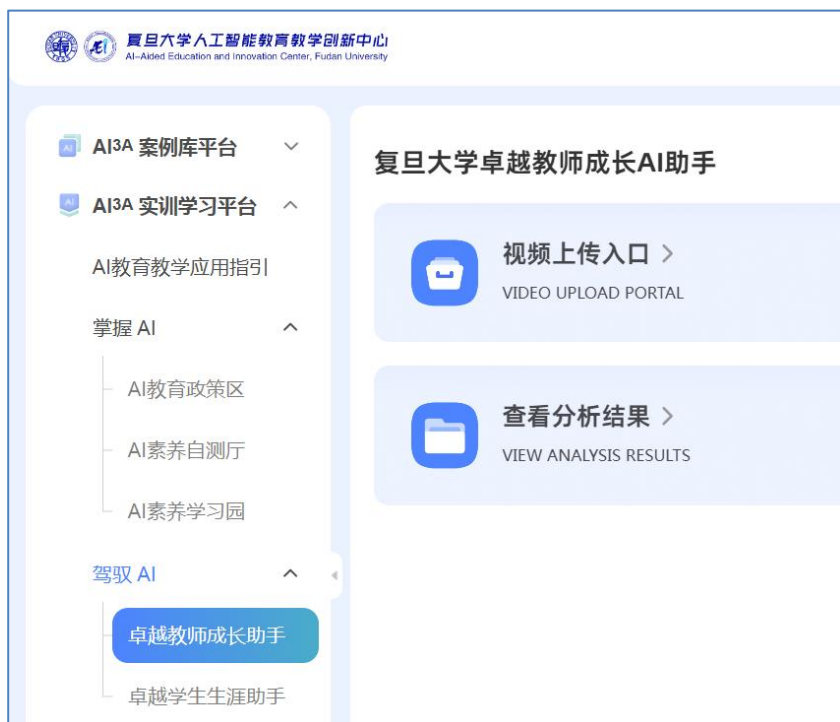 复旦大学人工智能教育教学创新中心
AI-Aided Education and Innovation Center, Fudan University
AI3A 案例库平台
AI3A 实训学习平台
AI教育教学应用指引
掌握 AI
AI教育政策区
AI素养自测厅
AI素养学习园
驾驭 AI
卓越教师成长助手
卓越学生生涯助手
复旦大学卓越教师成长AI助手
视频上传入口
VIDEO UPLOAD PORTAL
查看分析结果
VIEW ANALYSIS RESULTS